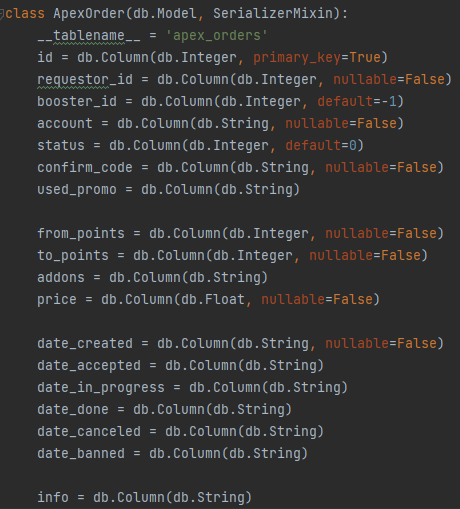 class ApexOrder(db.Model, SerializerMixin):
    __tablename__ = 'apex_orders'
    id = db.Column(db.Integer, primary_key=True)
    requestor_id = db.Column(db.Integer, nullable=False)
    booster_id = db.Column(db.Integer, default=-1)
    account = db.Column(db.String, nullable=False)
    status = db.Column(db.Integer, default=0)
    confirm_code = db.Column(db.String, nullable=False)
    used_promo = db.Column(db.String)

    from_points = db.Column(db.Integer, nullable=False)
    to_points = db.Column(db.Integer, nullable=False)
    addons = db.Column(db.String)
    price = db.Column(db.Float, nullable=False)

    date_created = db.Column(db.String, nullable=False)
    date_accepted = db.Column(db.String)
    date_in_progress = db.Column(db.String)
    date_done = db.Column(db.String)
    date_canceled = db.Column(db.String)
    date_banned = db.Column(db.String)

    info = db.Column(db.String)